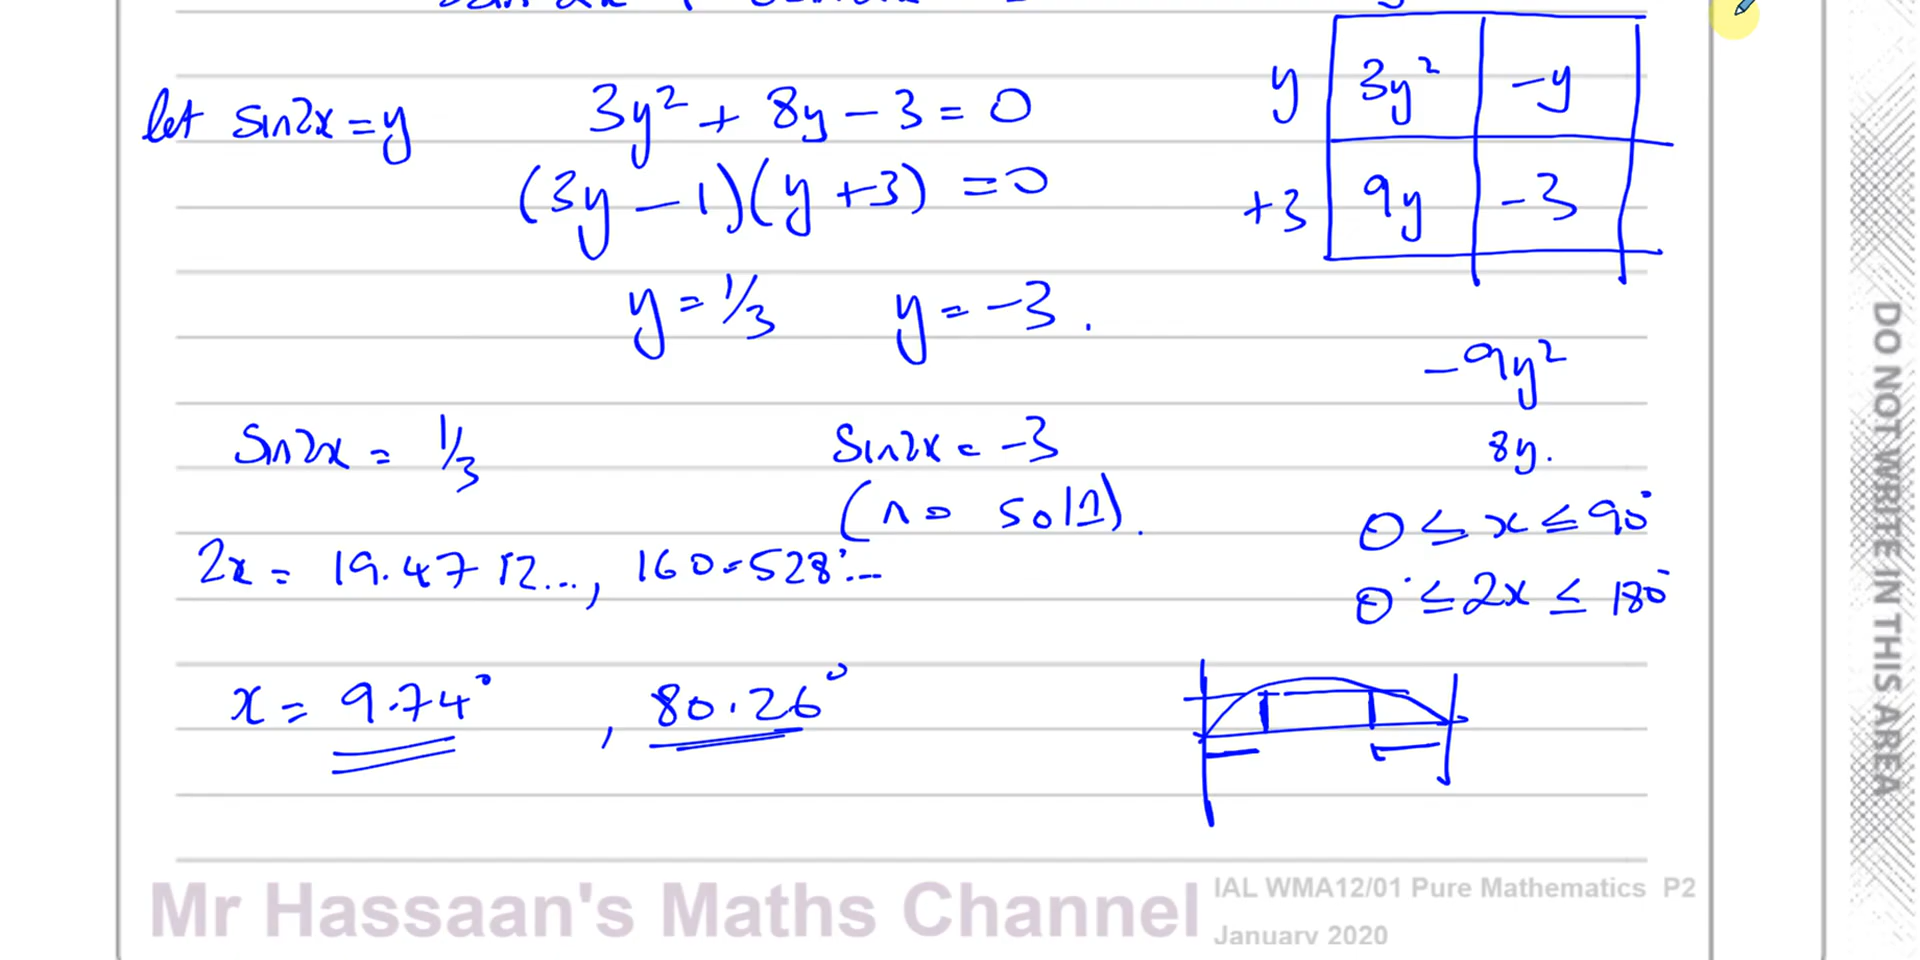 let sin2x = y 3y² + 8y - 3 = 0
(3y - 1)(y + 3) = 0
y = 1/3 y = -3.
y 3y² -y
+3 9y -3
-9y²
8y.
Sin2x = 1/3 Sin2x = -3
(no soln).
0 ≤ x ≤ 90°
2x = 19.4712..., 160.528°...
0° ≤ 2x ≤ 180°
x = 9.74° , 80.26°
DO NOT WRITE IN THIS AREA
Mr Hassaan's Maths Channel
IAL WMA12/01 Pure Mathematics P2
January 2020